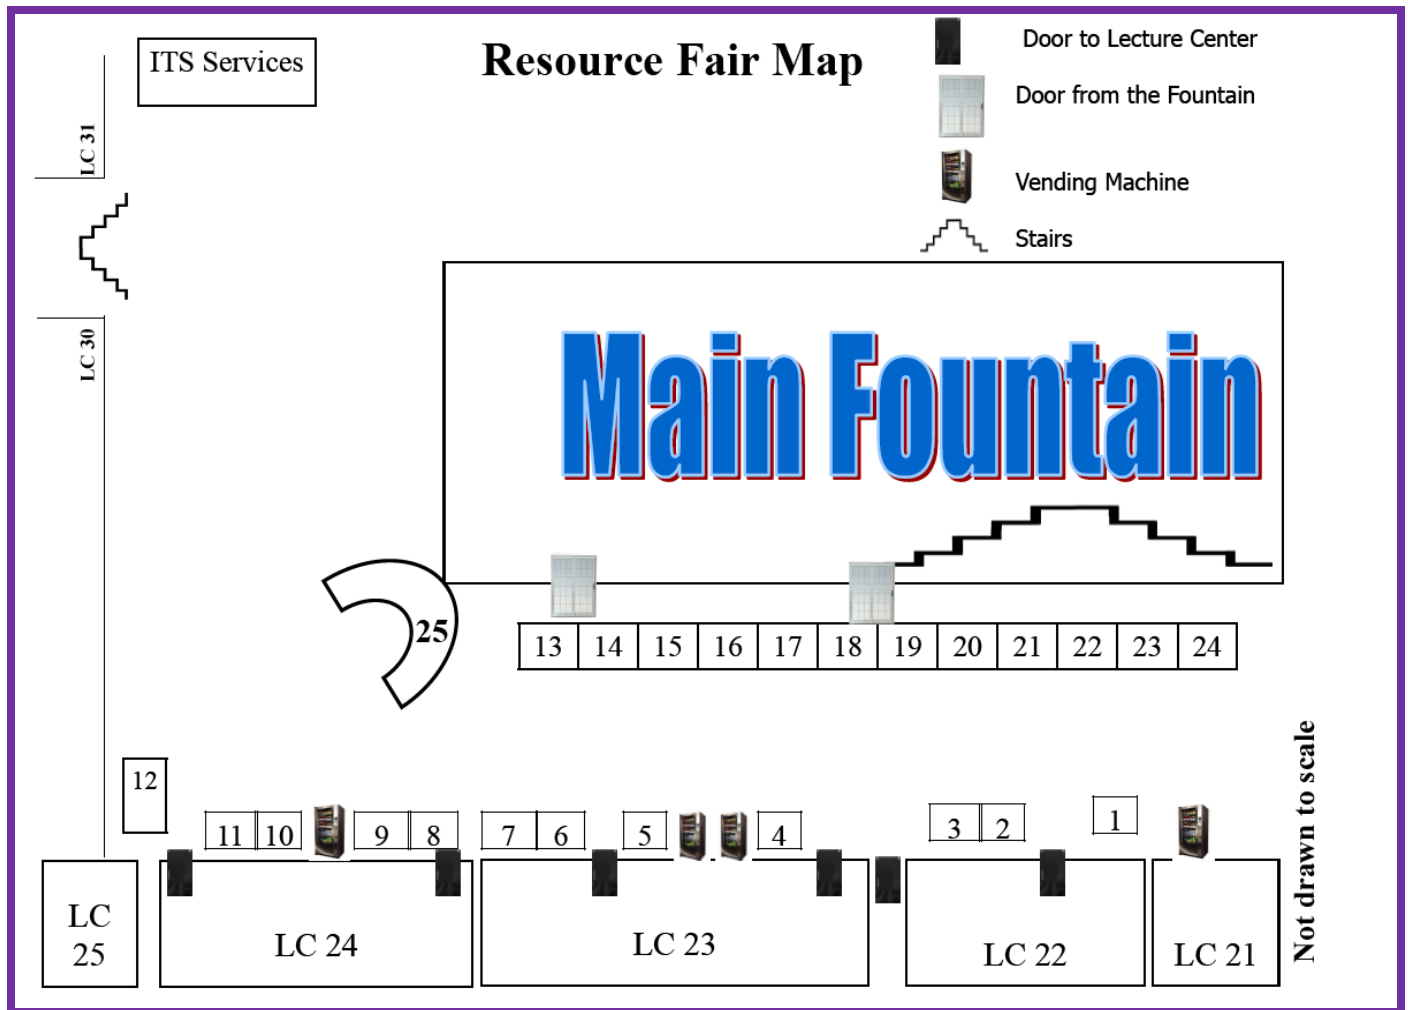 Resource Fair Map
ITS Services
Door to Lecture Center
Door from the Fountain
Vending Machine
Stairs
LC 31
LC 30
Main Fountain
25
13 14 15 16 17 18 19 20 21 22 23 24
12
11 10 9 8 7 6 5 4 3 2 1
LC
25
LC 24
LC 23
LC 22
LC 21
Not drawn to scale